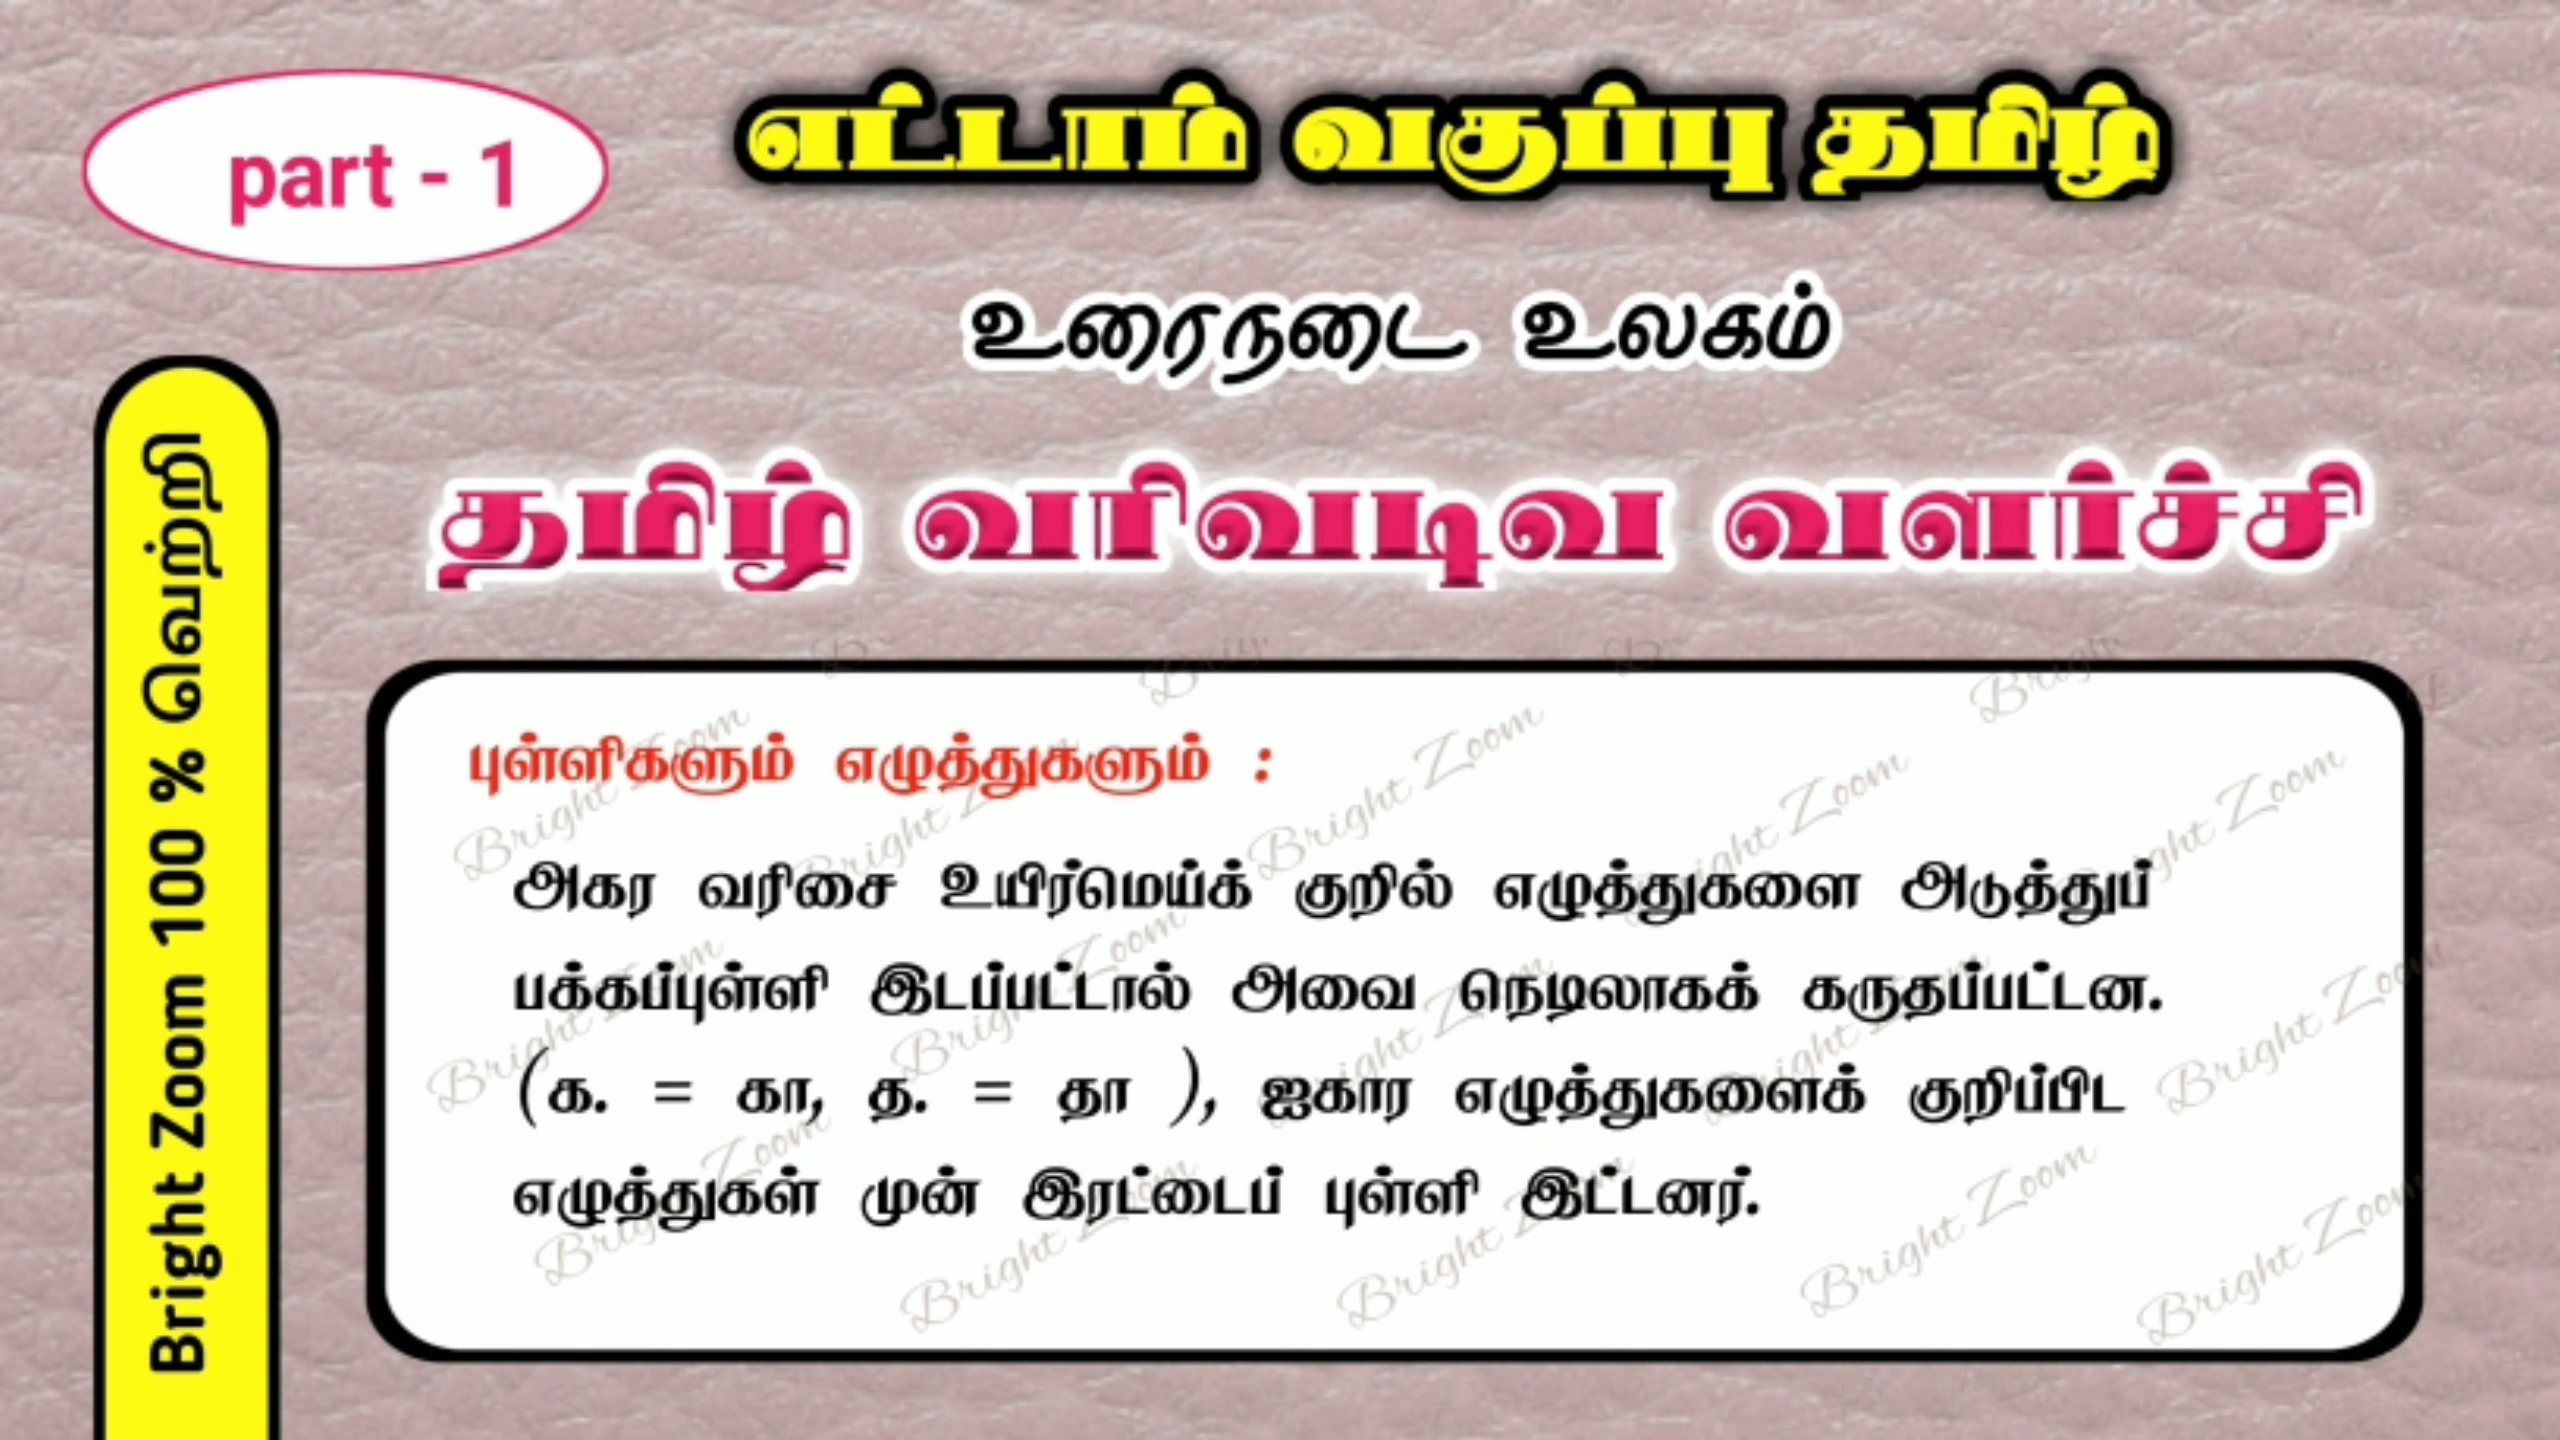 part - 1
எட்டாம் வகுப்பு தமிழ்
உரைநடை உலகம்
தமிழ் வரிவடிவ வளர்ச்சி
Bright Zoom 100 % வெற்றி
புள்ளிகளும் எழுத்துகளும் :
அகர வரிசை உயிர்மெய்க் குறில் எழுத்துகளை அடுத்துப்
பக்கப்புள்ளி இடப்பட்டால் அவை நெடிலாகக் கருதப்பட்டன.
(க. = கா, த. = தா ), ஐகார எழுத்துகளைக் குறிப்பிட
எழுத்துகள் முன் இரட்டைப் புள்ளி இட்டனர்.